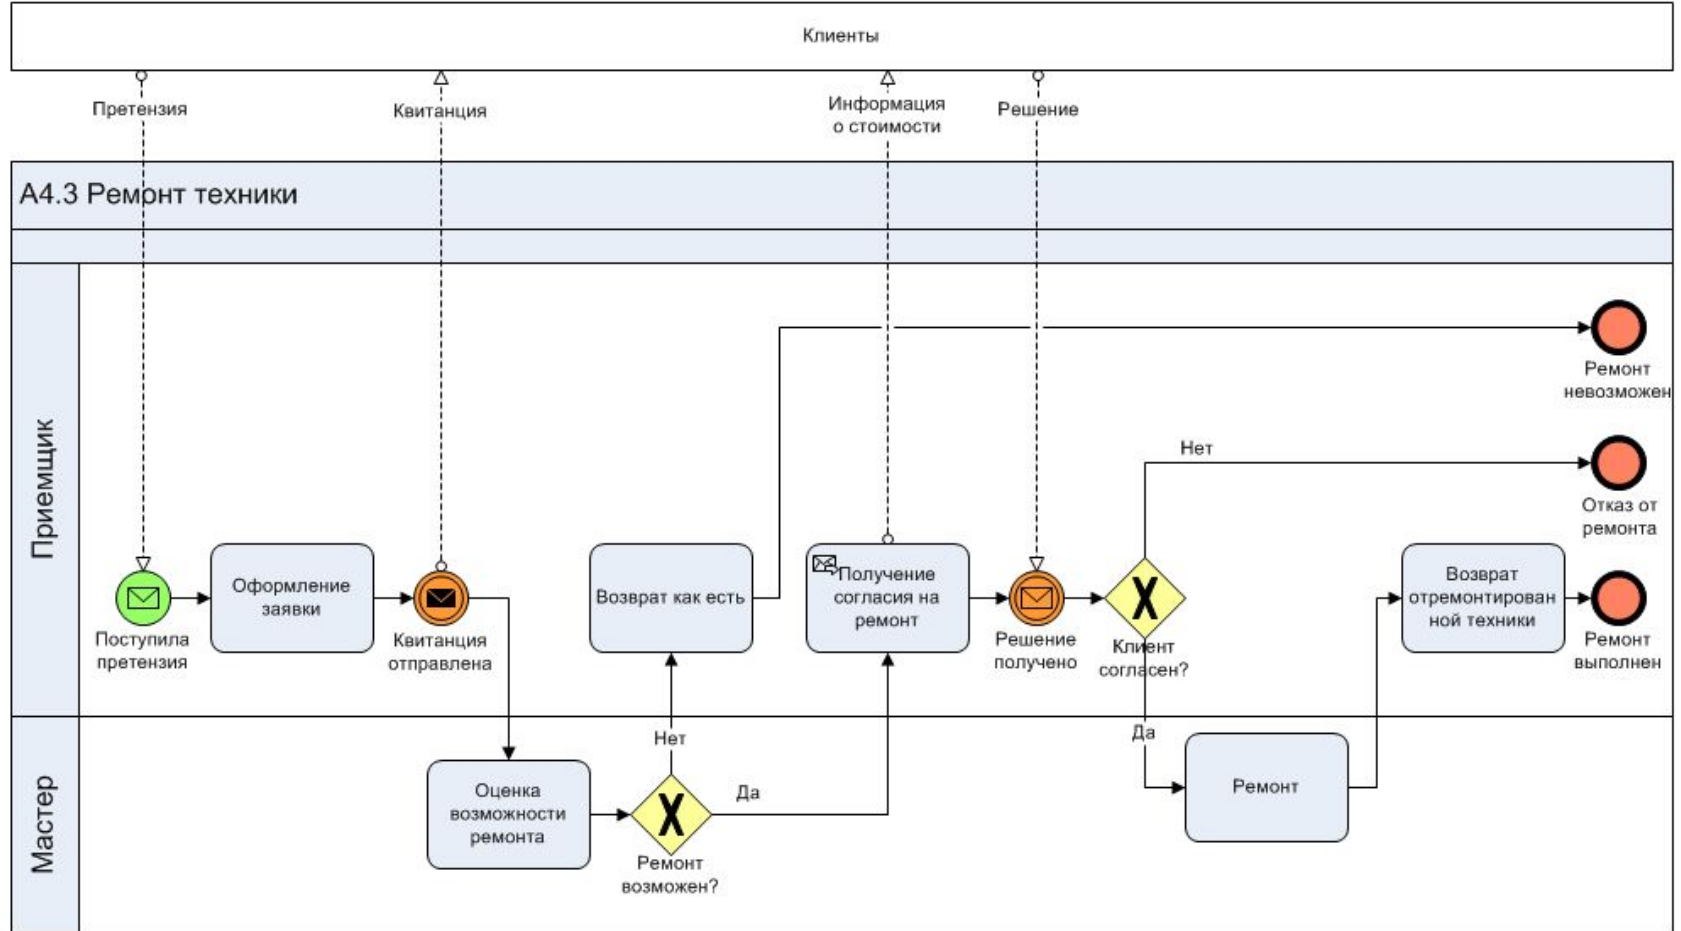 Клиенты
Претензия
Квитанция
Информация
о стоимости
Решение
А4.3 Ремонт техники
Приемщик
Ремонт
невозможен
Нет
Отказ от
ремонта
Поступила
претензия
Оформление
заявки
Квитанция
отправлена
Возврат как есть
Получение
согласия на
ремонт
Решение
получено
Клиент
согласен?
Возврат
отремонтирован
ной техники
Ремонт
выполнен
Мастер
Оценка
возможности
ремонта
Нет
Да
Ремонт
возможен?
Да
Ремонт